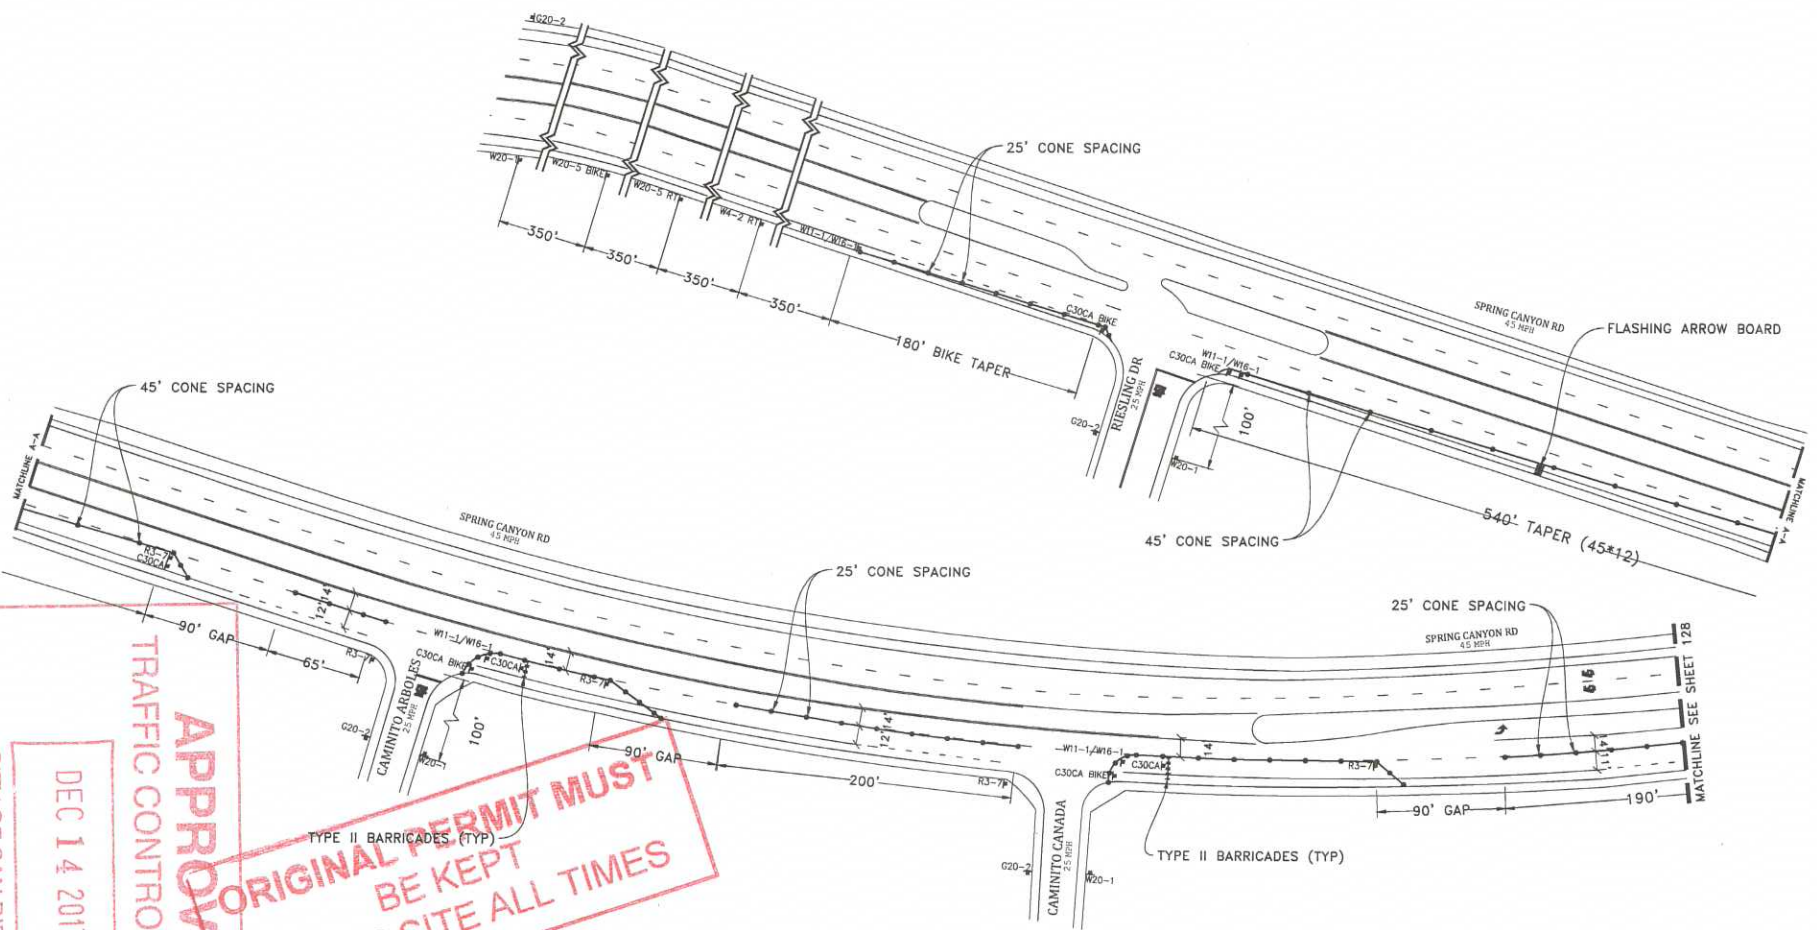 G20-2
W20-1
W20-5 BIKE
W20-5 RT
W4-2 RT
W11-1/W16-1
350'
350'
350'
350'
180' BIKE TAPER
25' CONE SPACING
C30CA BIKE
RIESLING DR
25 MPH
G20-2
C30CA BIKE
W11-1/W16-1
W20-1
100'
SPRING CANYON RD
45 MPH
FLASHING ARROW BOARD
45' CONE SPACING
540' TAPER (45*12)
MATCHLINE A-A
45' CONE SPACING
MATCHLINE A-A
R3-7
C30CA
SPRING CANYON RD
45 MPH
90' GAP
65'
12'
14'
R3-7
G20-2
CAMINITO ARBOLES
25 MPH
W20-1
100'
W11-1/W16-1
C30CA BIKE
C30CA
14'
R3-7
TYPE II BARRICADES (TYP)
90' GAP
200'
25' CONE SPACING
14'
12'
R3-7
G20-2
CAMINITO CANADA
25 MPH
W20-1
W11-1/W16-1
C30CA
C30CA BIKE
14'
R3-7
TYPE II BARRICADES (TYP)
90' GAP
190'
25' CONE SPACING
SPRING CANYON RD
45 MPH
14'
11'
MATCHLINE SEE SHEET 128
APPROV
TRAFFIC CONTRO
DEC 14 201
ORIGINAL PERMIT MUST
BE KEPT
SITE ALL TIMES